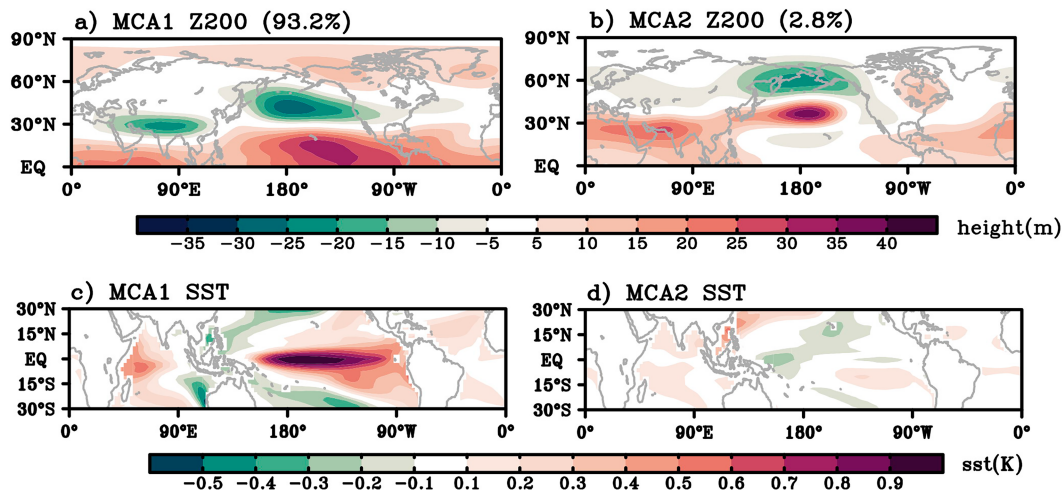 a) MCA1 Z200 (93.2%)
b) MCA2 Z200 (2.8%)
90°N
60°N
30°N
EQ
0° 90°E 180° 90°W 0°
90°N
60°N
30°N
EQ
0° 90°E 180° 90°W 0°
-35 -30 -25 -20 -15 -10 -5 5 10 15 20 25 30 35 40
height(m)
c) MCA1 SST
d) MCA2 SST
30°N
15°N
EQ
15°S
30°S
0° 90°E 180° 90°W 0°
30°N
15°N
EQ
15°S
30°S
0° 90°E 180° 90°W 0°
-0.5 -0.4 -0.3 -0.2 -0.1 0.1 0.2 0.3 0.4 0.5 0.6 0.7 0.8 0.9
sst(K)